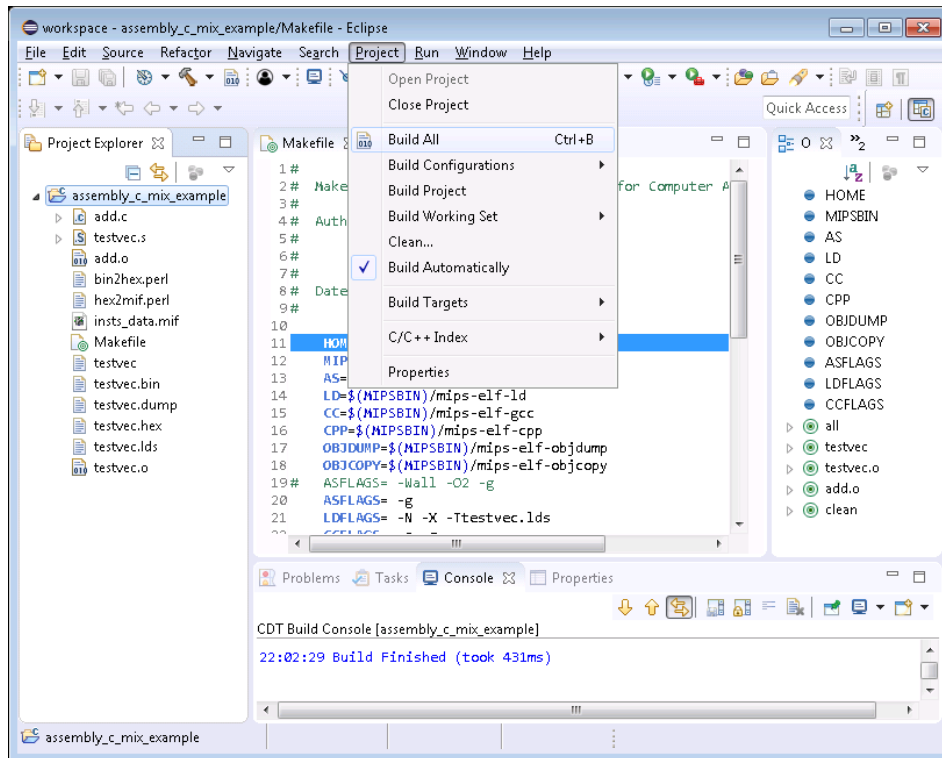 workspace - assembly_c_mix_example/Makefile - Eclipse
File Edit Source Refactor Navigate Search Project Run Window Help
Quick Access
Project Explorer
assembly_c_mix_example
add.c
testvec.s
add.o
bin2hex.perl
hex2mif.perl
insts_data.mif
Makefile
testvec
testvec.bin
testvec.dump
testvec.hex
testvec.lds
testvec.o
Open Project
Close Project
Build All Ctrl+B
Build Configurations
Build Project
Build Working Set
Clean...
Build Automatically
Build Targets
C/C++ Index
Properties
Makefile
1 #
2 # Make for Computer A
3 #
4 # Auth
5 #
6 #
7 #
8 # Date
9 #
10
11 HOM
12 MIP
13 AS=
14 LD=$(MIPSBIN)/mips-elf-ld
15 CC=$(MIPSBIN)/mips-elf-gcc
16 CPP=$(MIPSBIN)/mips-elf-cpp
17 OBJDUMP=$(MIPSBIN)/mips-elf-objdump
18 OBJCOPY=$(MIPSBIN)/mips-elf-objcopy
19 # ASFLAGS= -Wall -O2 -g
20 ASFLAGS= -g
21 LDFLAGS= -N -X -Ttestvec.lds
O
2
HOME
MIPSBIN
AS
LD
CC
CPP
OBJDUMP
OBJCOPY
ASFLAGS
LDFLAGS
CCFLAGS
all
testvec
testvec.o
add.o
clean
Problems Tasks Console Properties
CDT Build Console [assembly_c_mix_example]
22:02:29 Build Finished (took 431ms)
assembly_c_mix_example